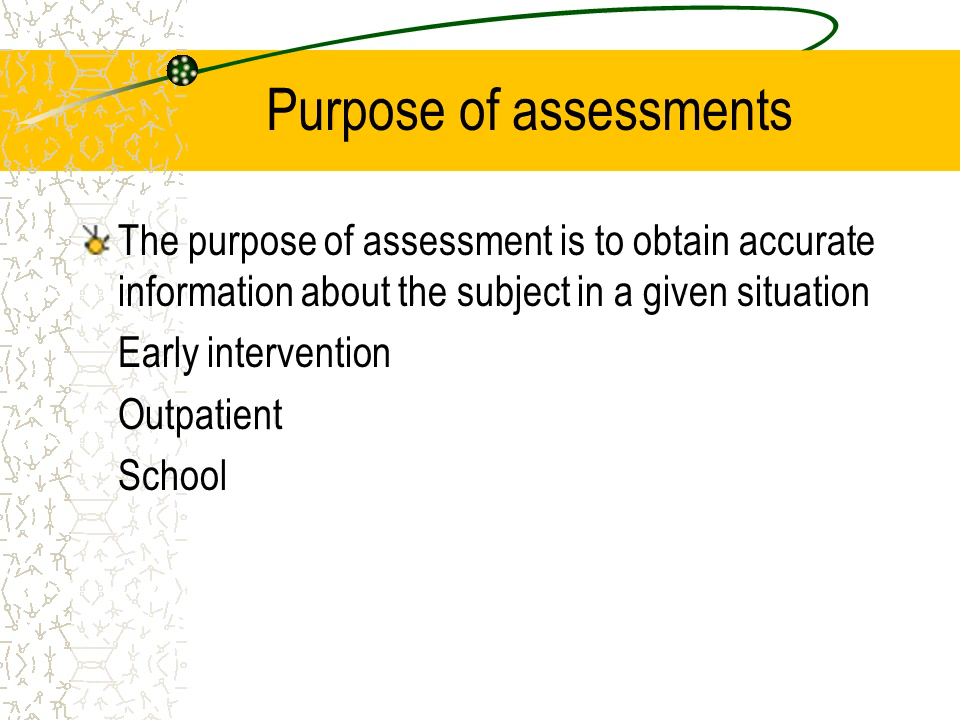 Purpose of assessments
The purpose of assessment is to obtain accurate
information about the subject in a given situation
Early intervention
Outpatient
School